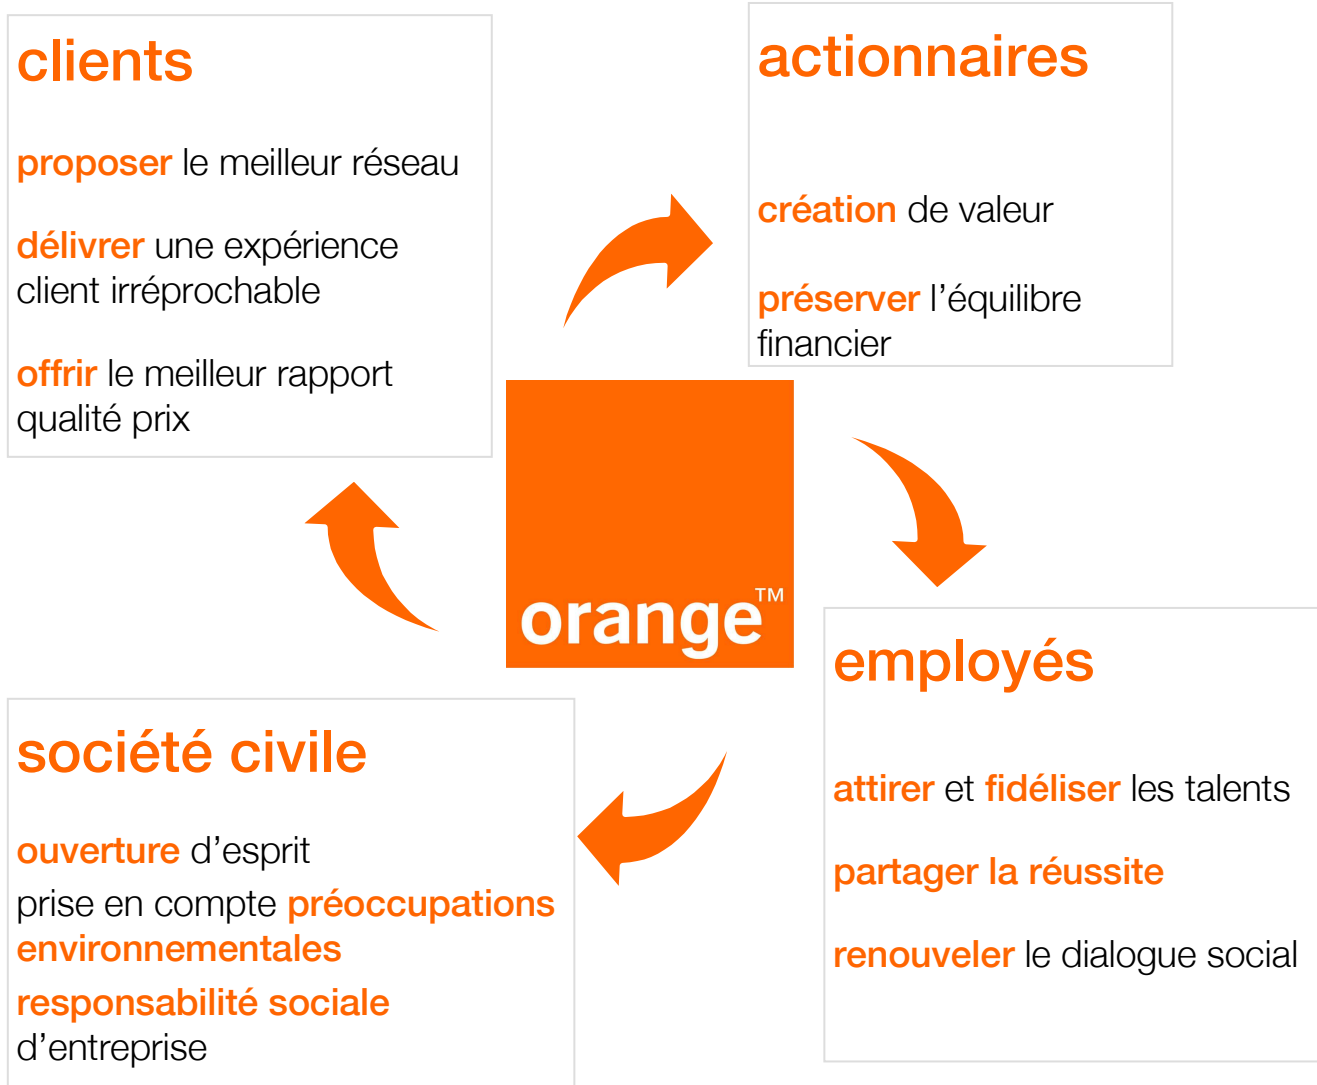 clients
proposer le meilleur réseau
délivrer une expérience
client irréprochable
offrir le meilleur rapport
qualité prix
actionnaires
création de valeur
préserver l’équilibre
financier
orange™
employés
attirer et fidéliser les talents
partager la réussite
renouveler le dialogue social
société civile
ouverture d’esprit
prise en compte préoccupations
environnementales
responsabilité sociale
d’entreprise